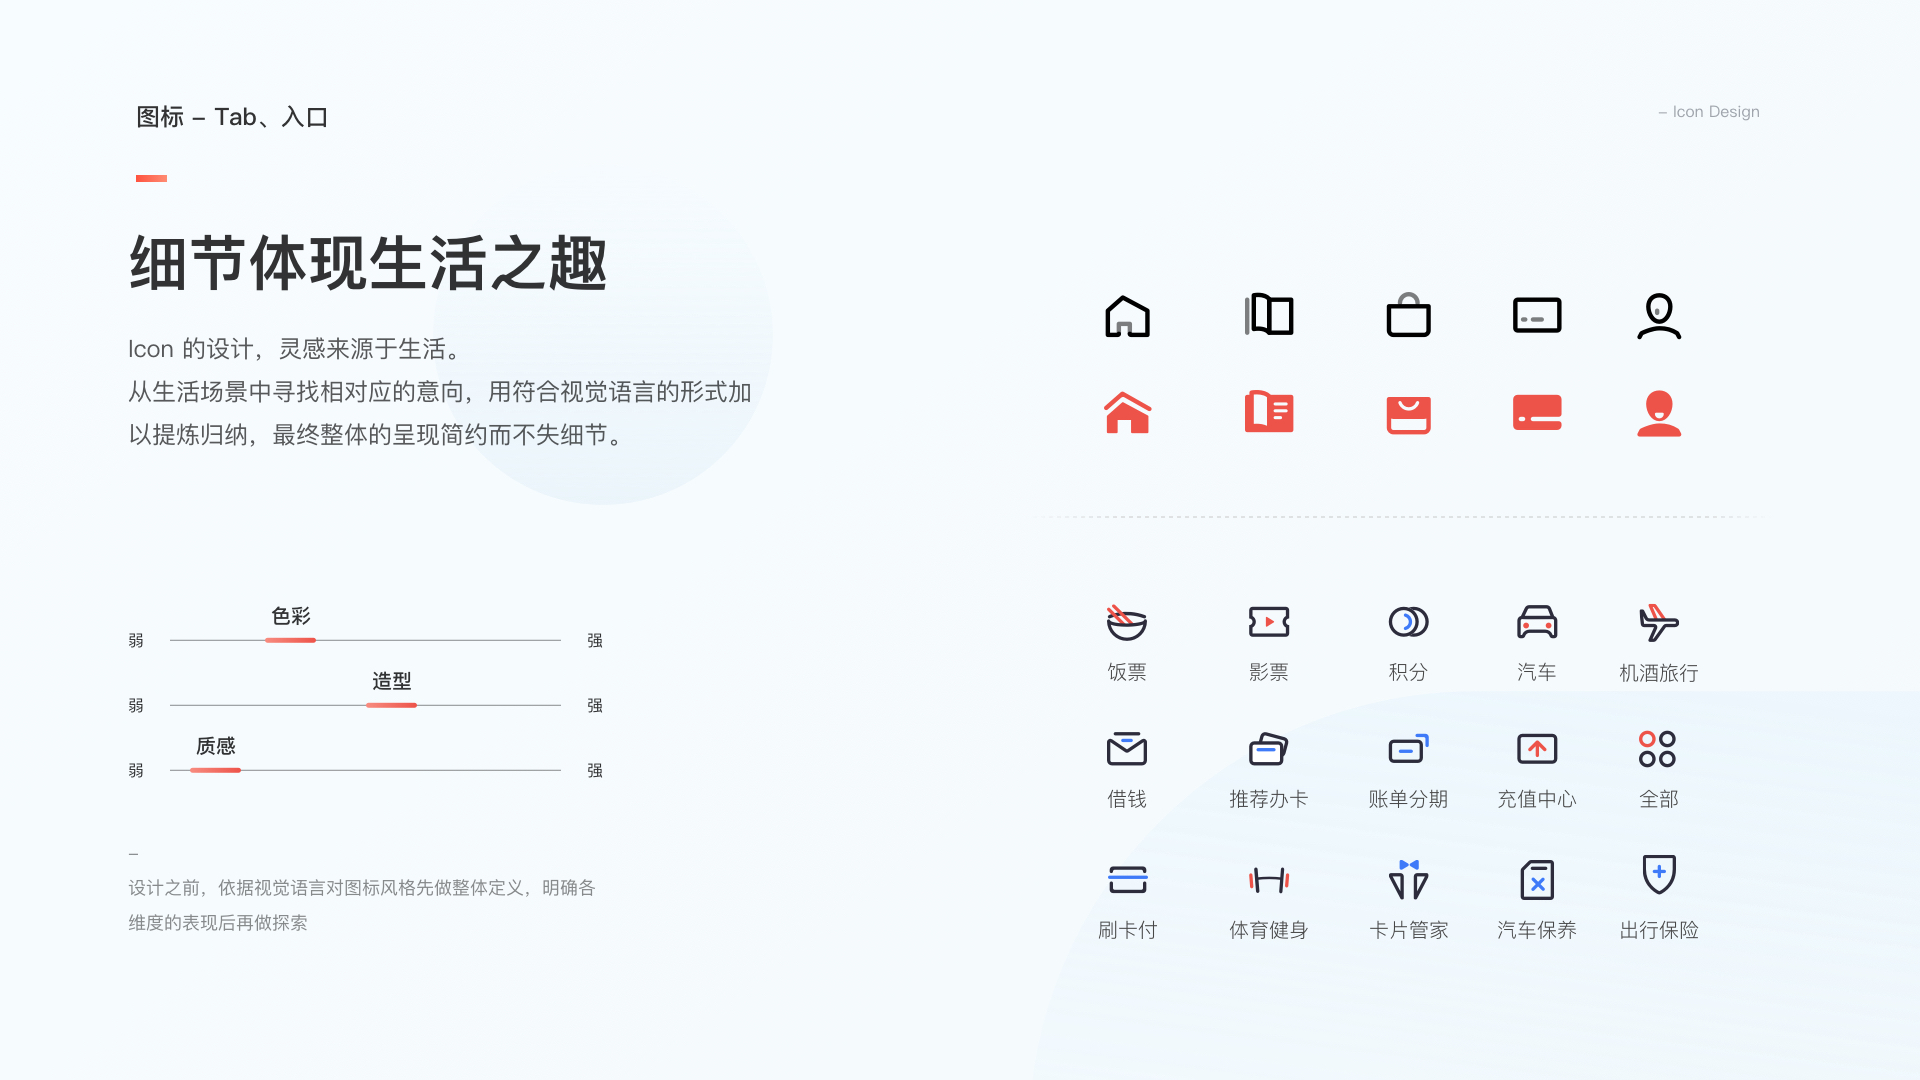 图标 – Tab、入口
– Icon Design
细节体现生活之趣
Icon 的设计，灵感来源于生活。
从生活场景中寻找相对应的意向，用符合视觉语言的形式加
以提炼归纳，最终整体的呈现简约而不失细节。
色彩
弱 强
造型
弱 强
质感
弱 强
–
设计之前，依据视觉语言对图标风格先做整体定义，明确各
维度的表现后再做探索
饭票 影票 积分 汽车 机酒旅行
借钱 推荐办卡 账单分期 充值中心 全部
刷卡付 体育健身 卡片管家 汽车保养 出行保险